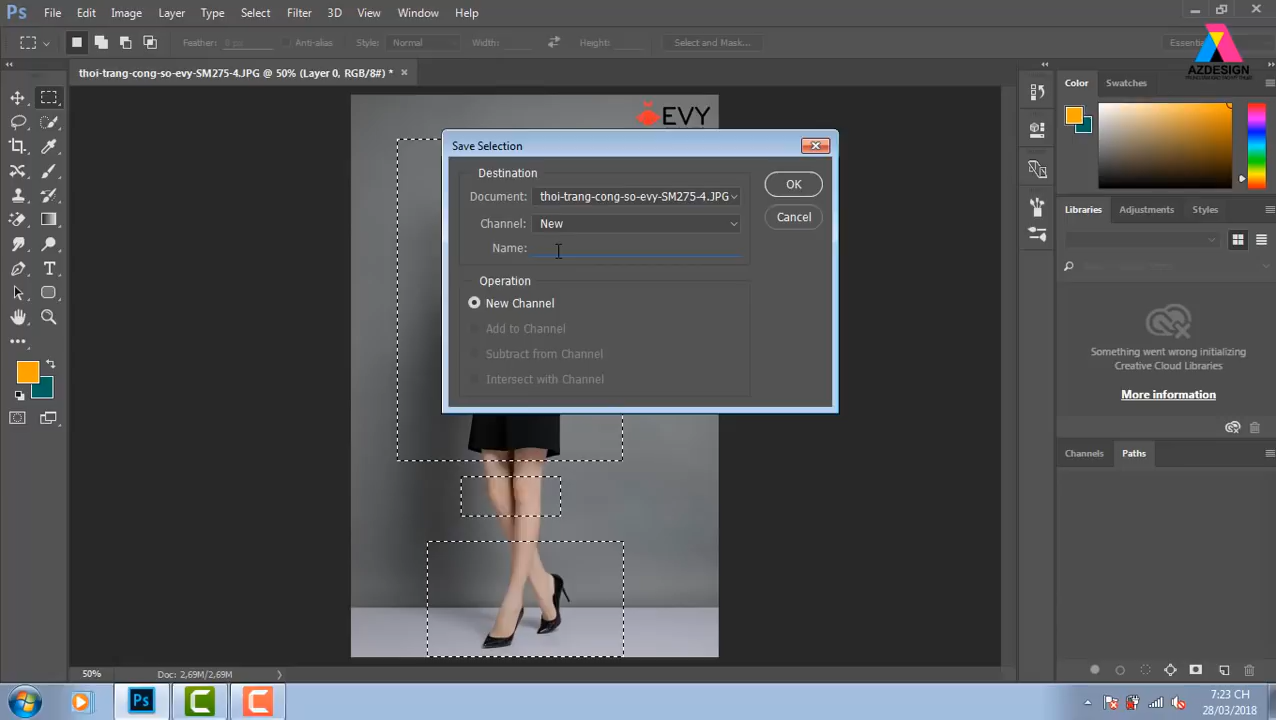 Ps File Edit Image Layer Type Select Filter 3D View Window Help
Feather: 0 px Anti-alias Style: Normal Width: Height: Select and Mask...
AZDESIGN
thoi-trang-cong-so-evy-SM275-4.JPG @ 50% (Layer 0, RGB/8#) * ×
EVY
Save Selection
Destination
Document: thoi-trang-cong-so-evy-SM275-4.JPG
Channel: New
Name:
Operation
New Channel
Add to Channel
Subtract from Channel
Intersect with Channel
OK
Cancel
Color Swatches
Libraries Adjustments Styles
Something went wrong initializing
Creative Cloud Libraries
More information
Channels Paths
50% Doc: 2,69M/2,69M
Ps
7:23 CH
28/03/2018